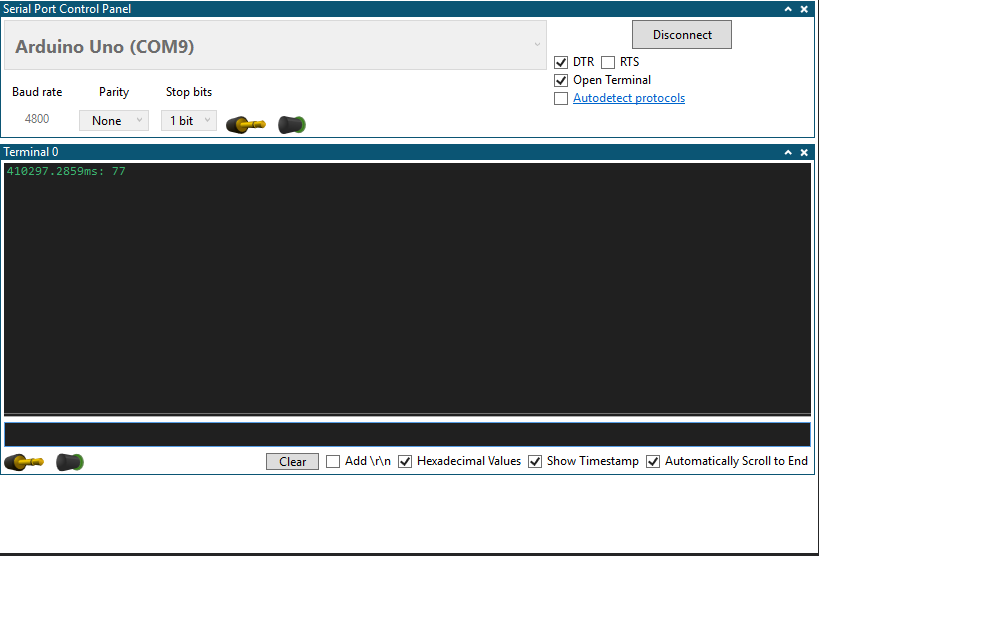 Serial Port Control Panel
Arduino Uno (COM9)
Disconnect
DTR RTS
Open Terminal
Autodetect protocols
Baud rate Parity Stop bits
4800 None 1 bit
Terminal 0
410297.2859ms: 77
Clear Add \r\n Hexadecimal Values Show Timestamp Automatically Scroll to End